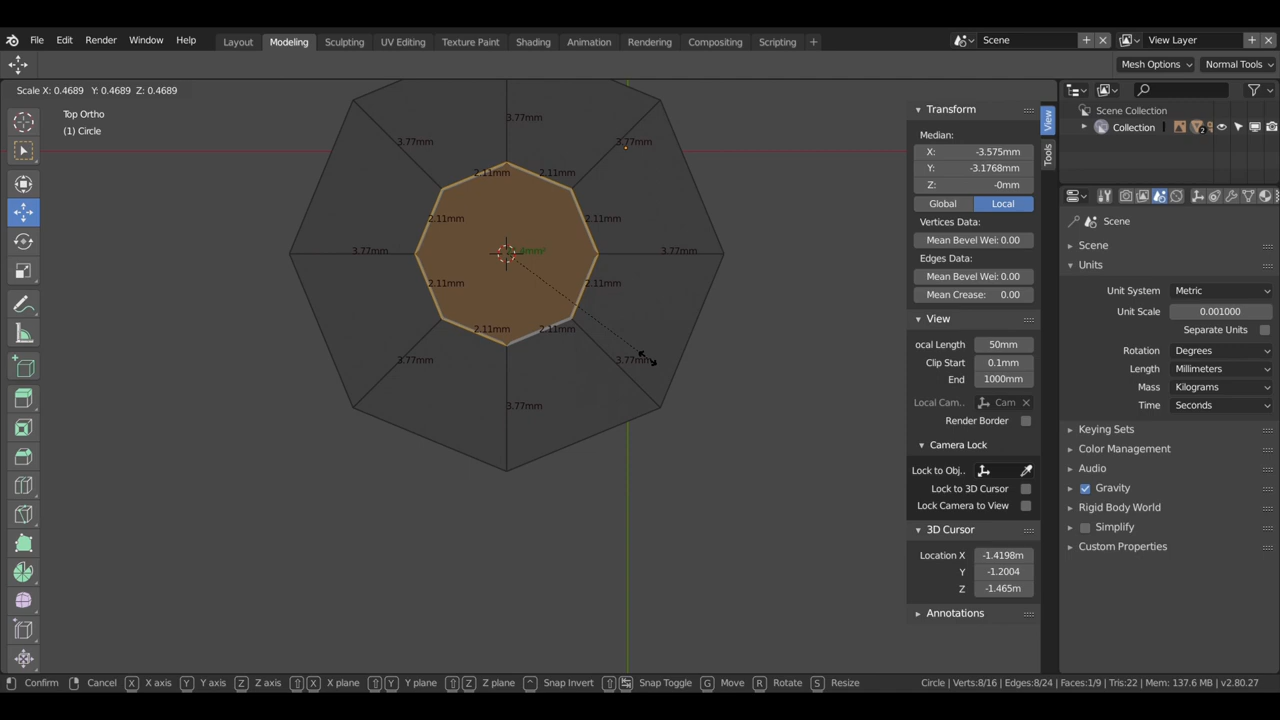 File Edit Render Window Help Layout Modeling Sculpting UV Editing Texture Paint Shading Animation Rendering Compositing Scripting + Scene View Layer
Mesh Options Normal Tools
Scale X: 0.4689 Y: 0.4689 Z: 0.4689
Top Ortho
(1) Circle
3.77mm
3.77mm 3.77mm
2.11mm 2.11mm
2.11mm 2.11mm
3.77mm 3.77mm
2.11mm 2.11mm
2.11mm 2.11mm
3.77mm 3.77mm
3.77mm
Transform
Median:
X: -3.575mm
Y: -3.1768mm
Z: -0mm
Global Local
Vertices Data:
Mean Bevel Wei: 0.00
Edges Data:
Mean Bevel Wei: 0.00
Mean Crease: 0.00
View
ocal Length 50mm
Clip Start 0.1mm
End 1000mm
Local Cam.. Cam
Render Border
Camera Lock
Lock to Obj..
Lock to 3D Cursor
Lock Camera to View
3D Cursor
Location X -1.4198m
Y -1.2004
Z -1.465m
Annotations
View
Tools
Scene Collection
Collection 2
Scene
Scene
Units
Unit System Metric
Unit Scale 0.001000
Separate Units
Rotation Degrees
Length Millimeters
Mass Kilograms
Time Seconds
Keying Sets
Color Management
Audio
Gravity
Rigid Body World
Simplify
Custom Properties
Confirm Cancel X X axis Y Y axis Z Z axis X X plane Y Y plane Z Z plane Snap Invert Snap Toggle G Move R Rotate S Resize Circle | Verts:8/16 | Edges:8/24 | Faces:1/9 | Tris:22 | Mem: 137.6 MB | v2.80.27